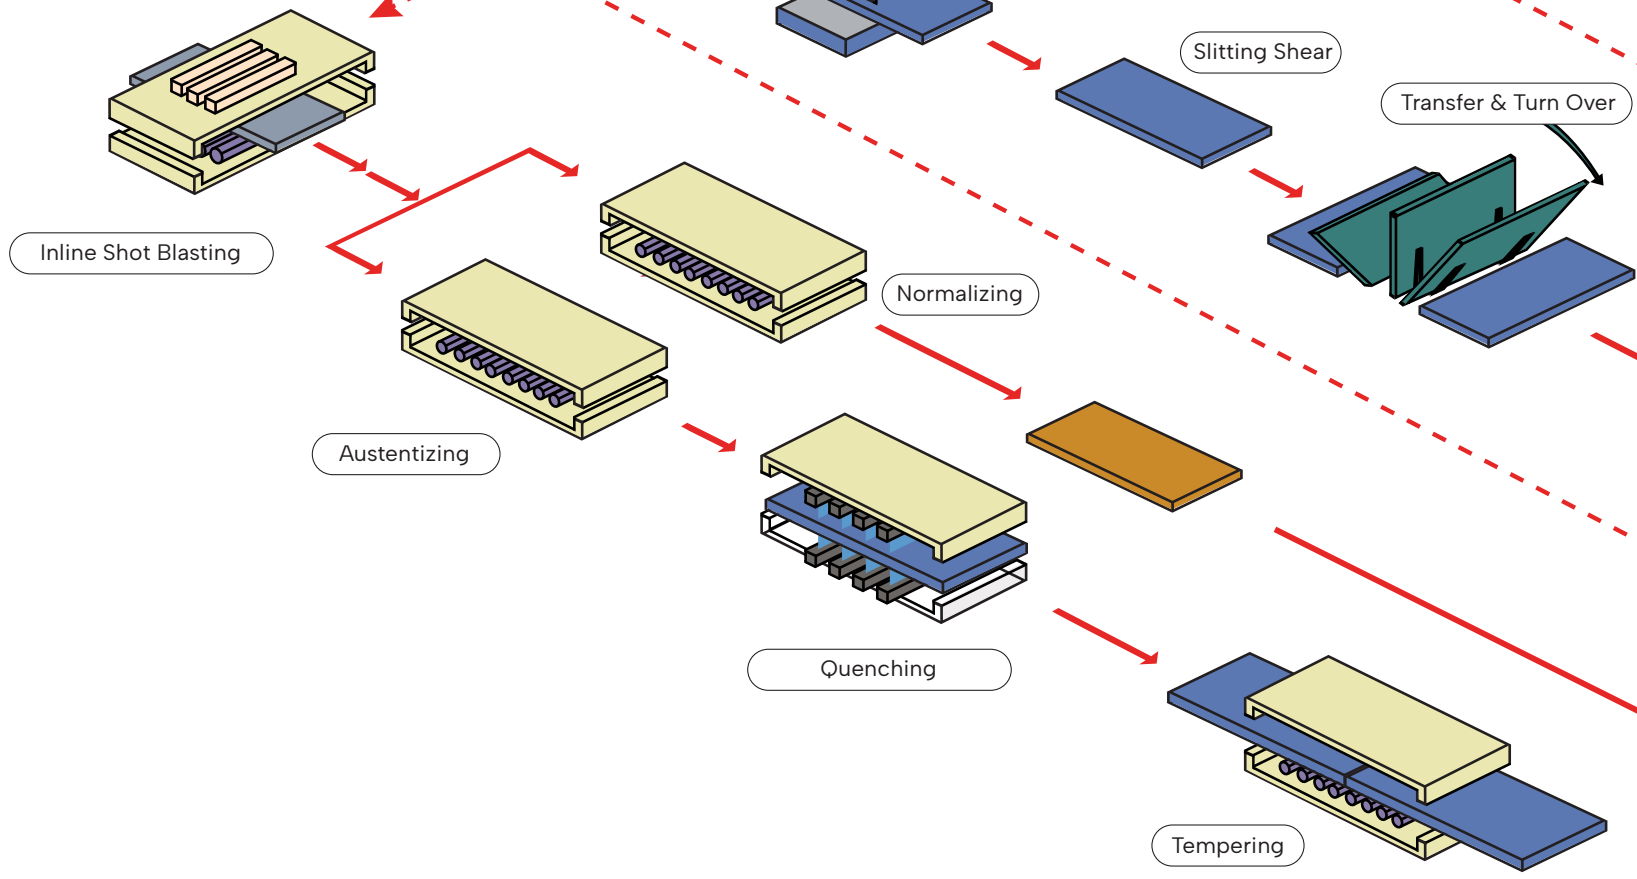 Slitting Shear
Transfer & Turn Over
Inline Shot Blasting
Normalizing
Austentizing
Quenching
Tempering